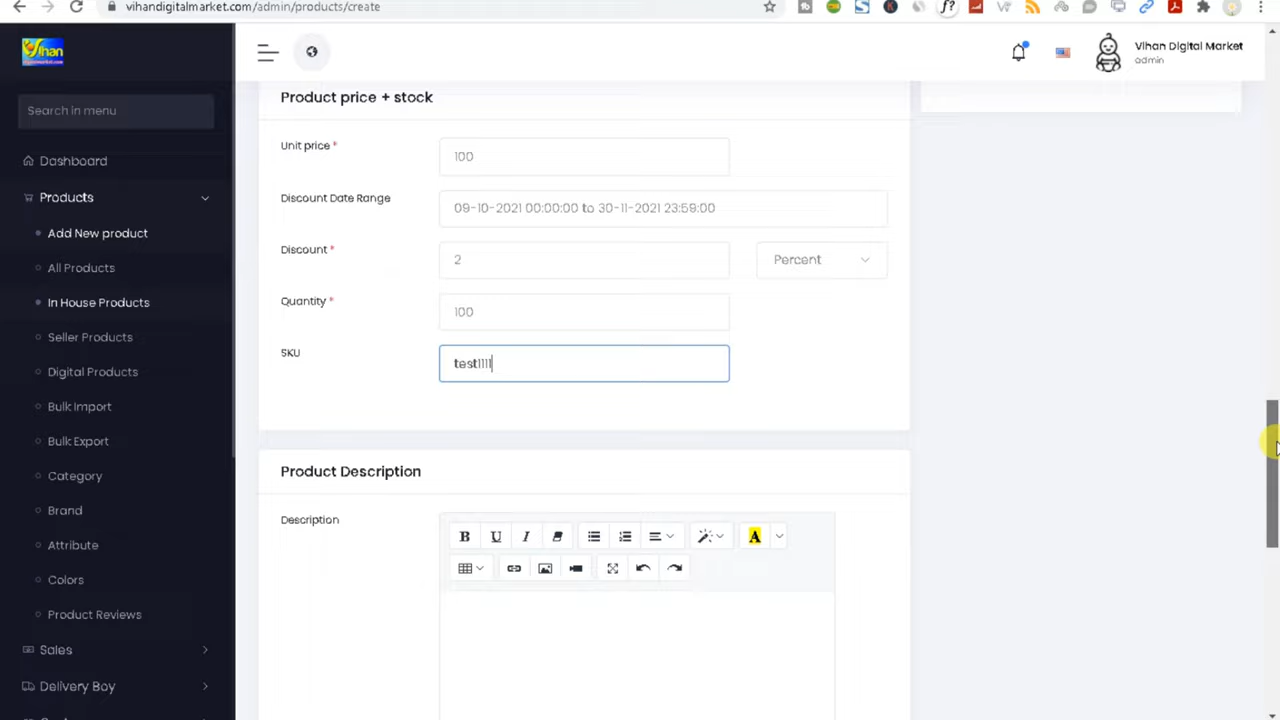 vihandigitalmarket.com/admin/products/create
Vihan
Search in menu
Vihan Digital Market
admin
Dashboard
Products
Add New product
All Products
In House Products
Seller Products
Digital Products
Bulk Import
Bulk Export
Category
Brand
Attribute
Colors
Product Reviews
Sales
Delivery Boy
Product price + stock
Unit price *
100
Discount Date Range
09-10-2021 00:00:00 to 30-11-2021 23:59:00
Discount *
2
Percent
Quantity *
100
SKU
test1111
Product Description
Description
B U I
A